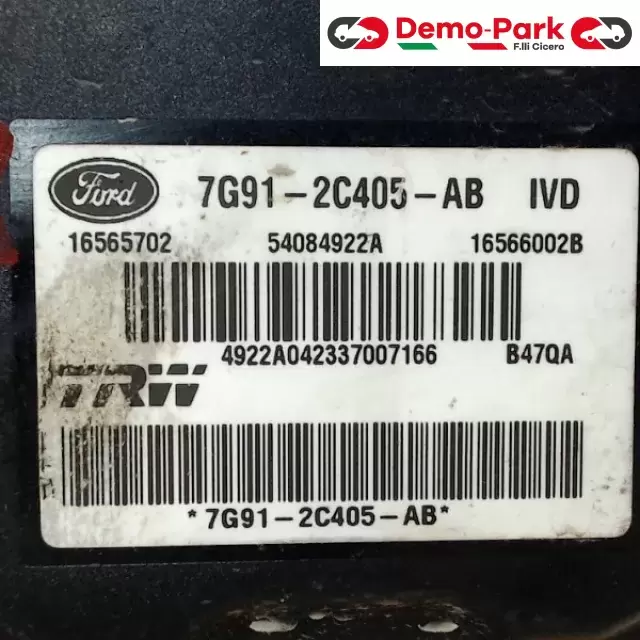 Demo-Park
F.lli Cicero
Ford 7G91-2C405-AB IVD
16565702 54084922A 16566002B
4922A042337007166 B47QA
TRW
*7G91-2C405-AB*